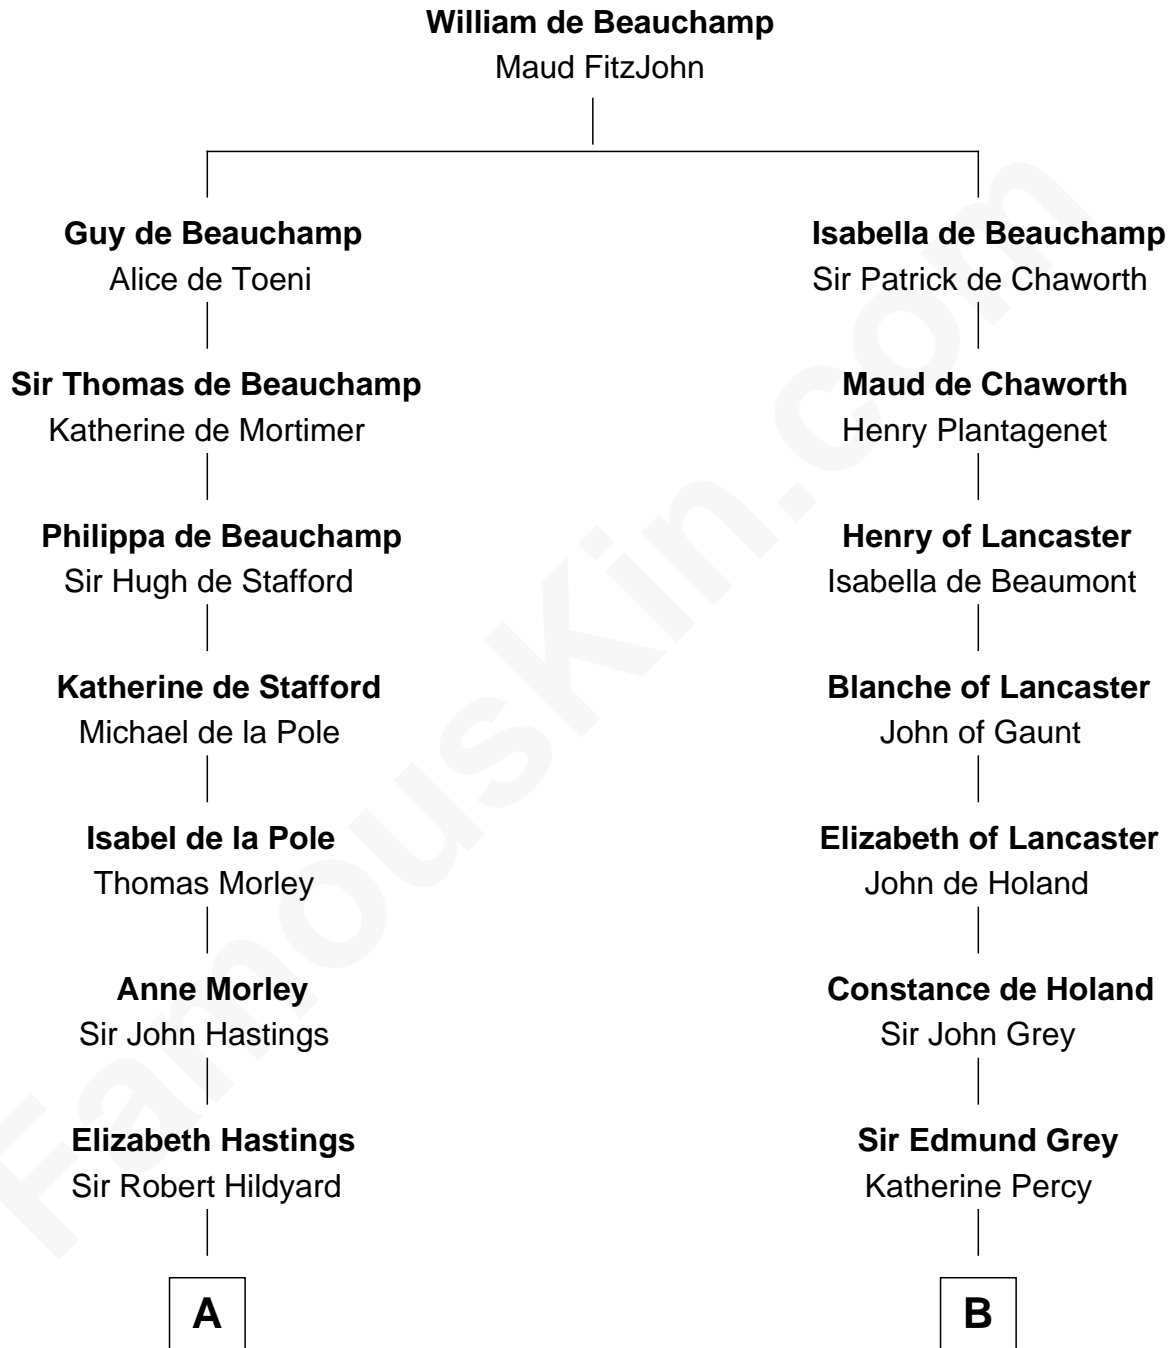 William de Beauchamp
Maud FitzJohn
Guy de Beauchamp
Alice de Toeni
Isabella de Beauchamp
Sir Patrick de Chaworth
Sir Thomas de Beauchamp
Katherine de Mortimer
Maud de Chaworth
Henry Plantagenet
Philippa de Beauchamp
Sir Hugh de Stafford
Henry of Lancaster
Isabella de Beaumont
Katherine de Stafford
Michael de la Pole
Blanche of Lancaster
John of Gaunt
Isabel de la Pole
Thomas Morley
Elizabeth of Lancaster
John de Holand
Anne Morley
Sir John Hastings
Constance de Holand
Sir John Grey
Elizabeth Hastings
Sir Robert Hildyard
Sir Edmund Grey
Katherine Percy
A
B
FamousKin.com